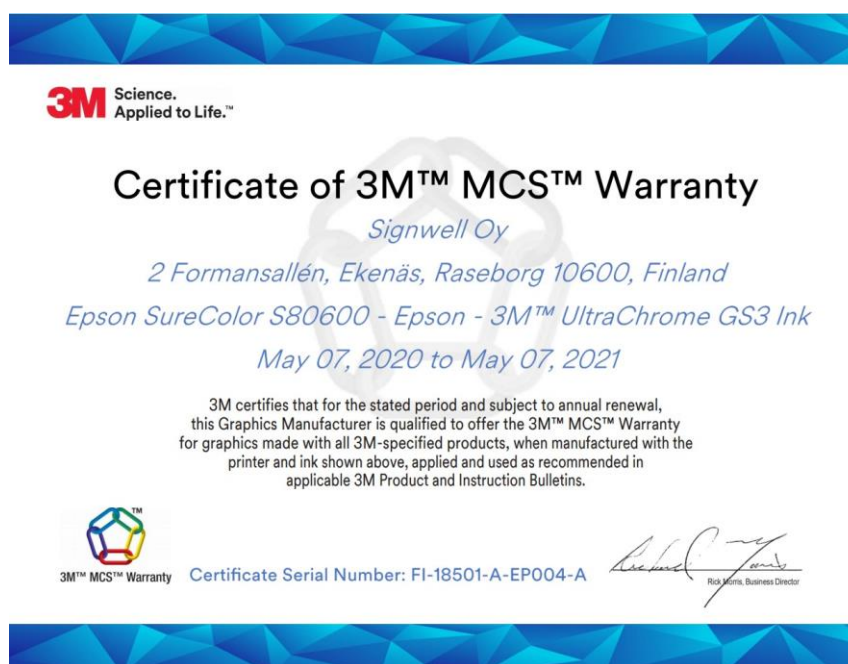 3M Science.
Applied to Life.™
Certificate of 3M™ MCS™ Warranty
Signwell Oy
2 Formansallén, Ekenäs, Raseborg 10600, Finland
Epson SureColor S80600 - Epson - 3M™ UltraChrome GS3 Ink
May 07, 2020 to May 07, 2021
3M certifies that for the stated period and subject to annual renewal,
this Graphics Manufacturer is qualified to offer the 3M™ MCS™ Warranty
for graphics made with all 3M-specified products, when manufactured with the
printer and ink shown above, applied and used as recommended in
applicable 3M Product and Instruction Bulletins.
TM
3M™ MCS™ Warranty
Certificate Serial Number: FI-18501-A-EP004-A
Rick Morris, Business Director